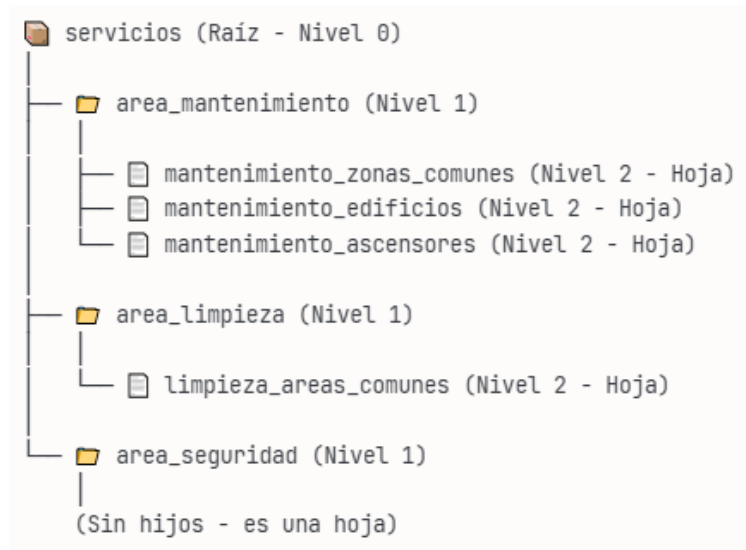 servicios (Raíz - Nivel 0)
area_mantenimiento (Nivel 1)
mantenimiento_zonas_comunes (Nivel 2 - Hoja)
mantenimiento_edificios (Nivel 2 - Hoja)
mantenimiento_ascensores (Nivel 2 - Hoja)
area_limpieza (Nivel 1)
limpieza_areas_comunes (Nivel 2 - Hoja)
area_seguridad (Nivel 1)
(Sin hijos - es una hoja)